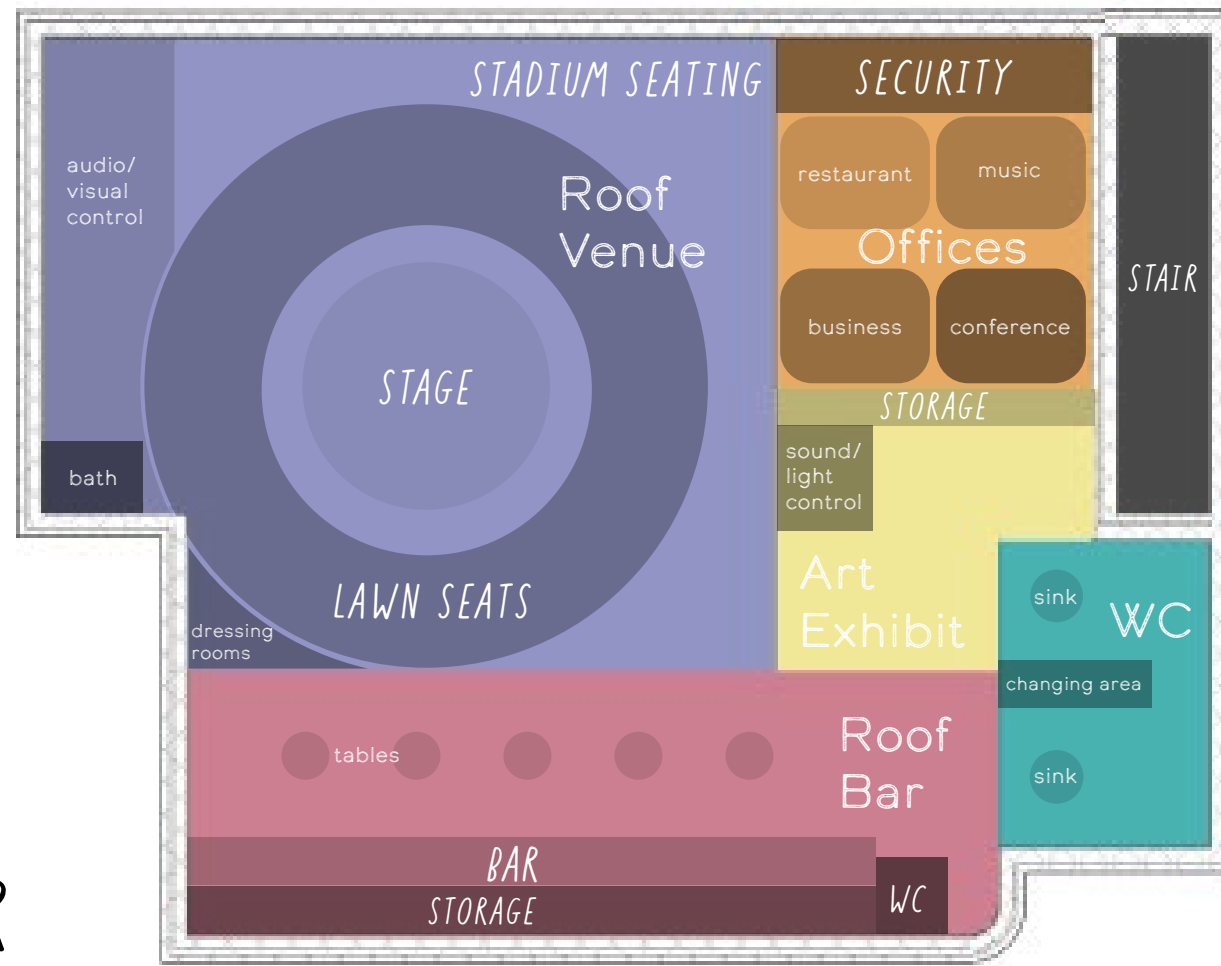 STADIUM SEATING
SECURITY
audio/
visual
control
Roof
Venue
restaurant
music
Offices
business
conference
STAIR
STAGE
STORAGE
bath
sound/
light
control
LAWN SEATS
dressing
rooms
Art
Exhibit
sink
WC
changing area
sink
tables
Roof
Bar
BAR
STORAGE
WC